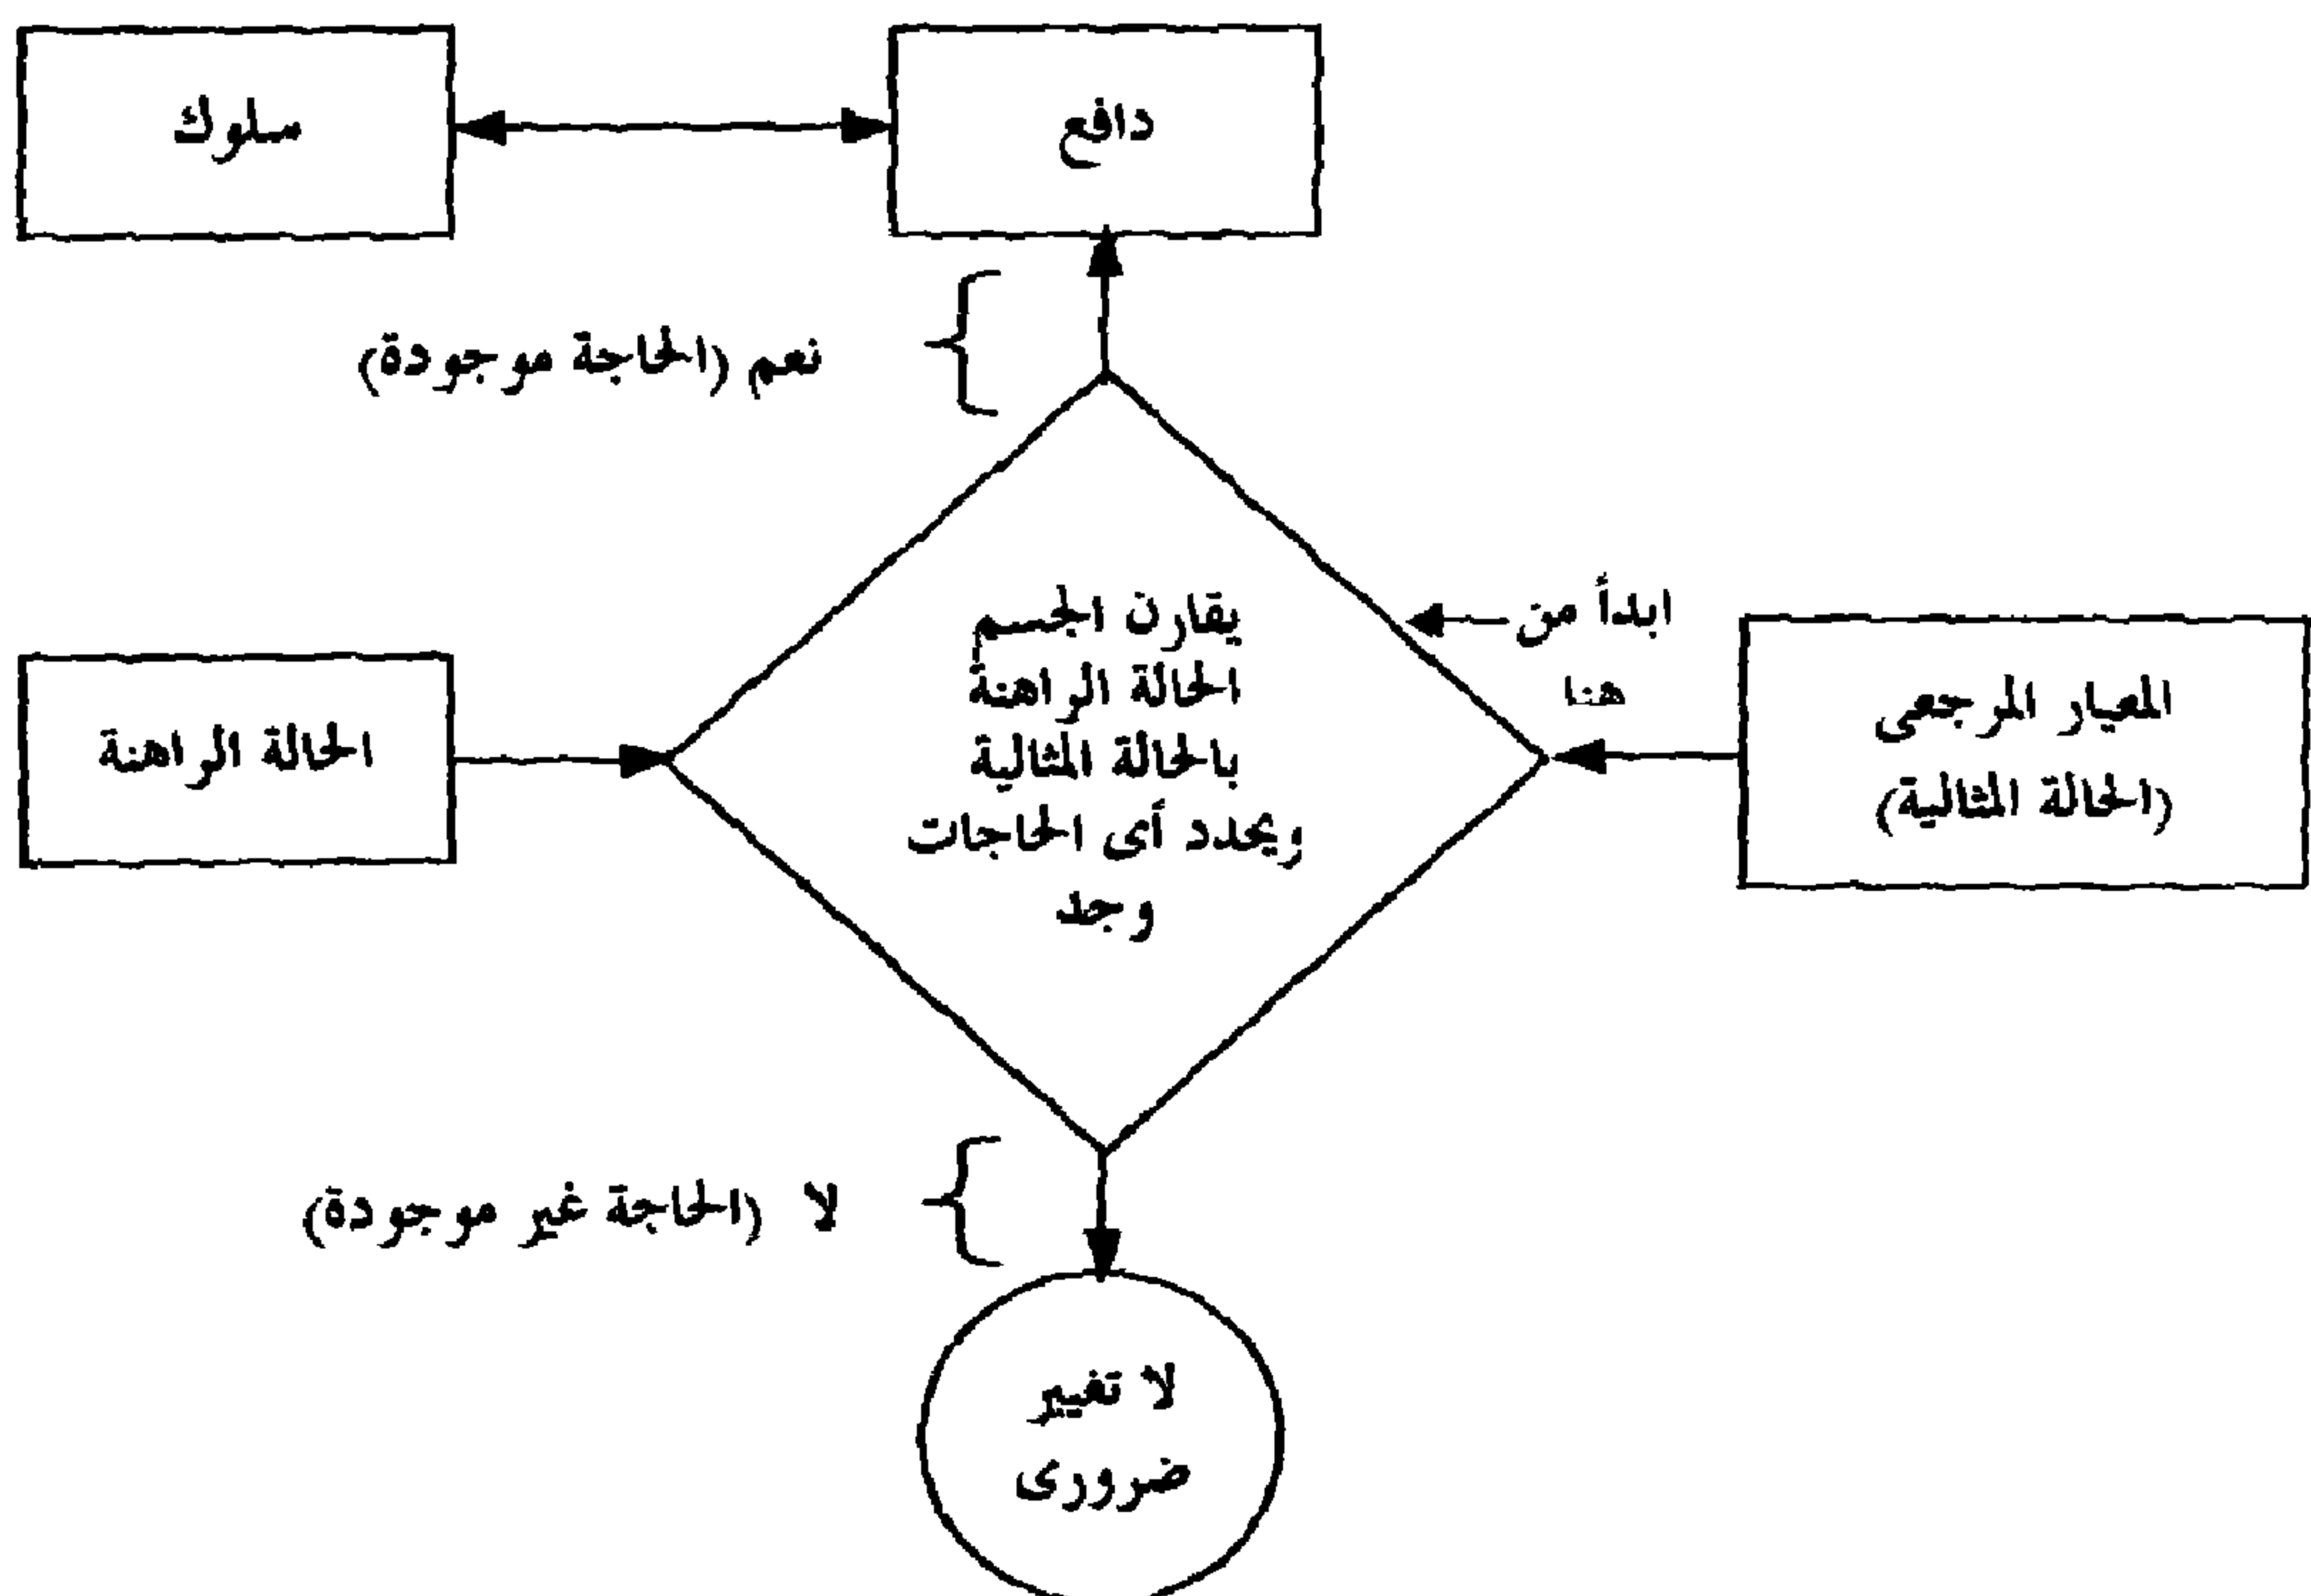 دافع
سلوك
نعم (الحاجة موجودة)
ابدأ من
هنا
المعيار المرجعى
(الحالة المثالية)
يقارن الجسم
الحالة الراهنة
بالحالة المثالية
ويحدد أى الحاجات
وجد
الحالة الراهنة
لا (الحاجة غير موجودة)
لا تغيير
ضرورى